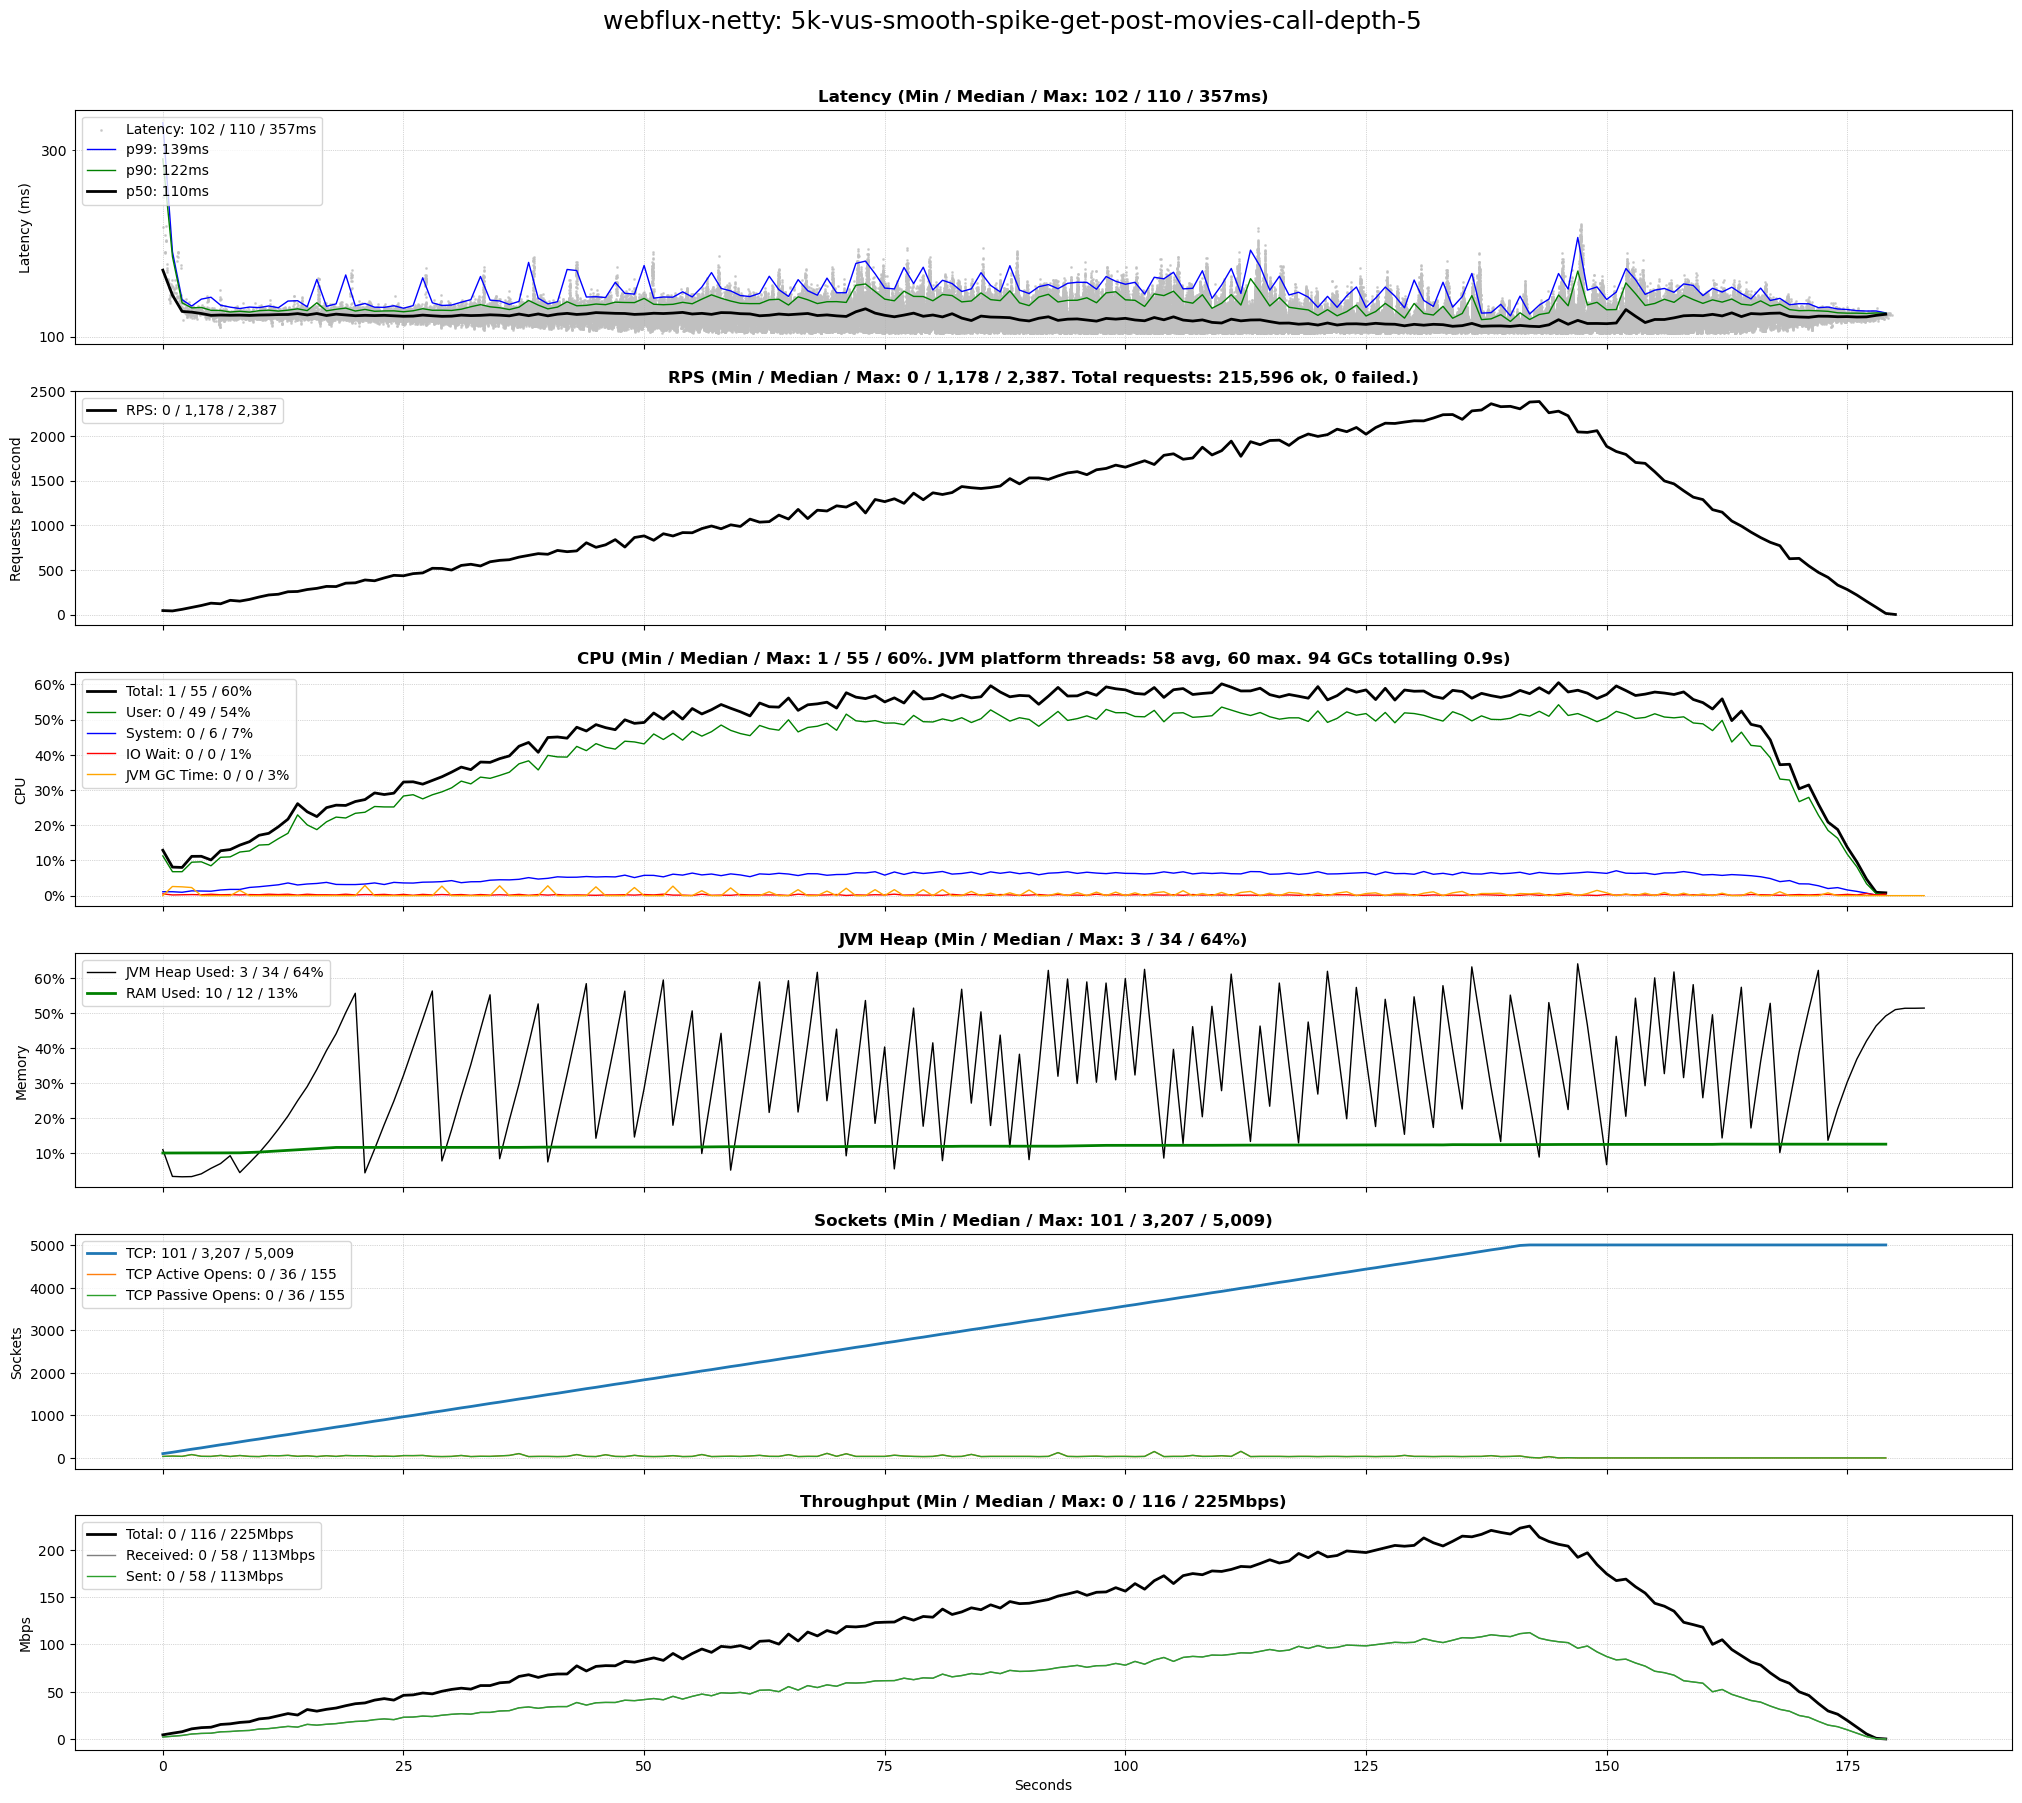 webflux-netty: 5k-vus-smooth-spike-get-post-movies-call-depth-5
Latency (Min / Median / Max: 102 / 110 / 357ms)
Latency: 102 / 110 / 357ms
p99: 139ms
p90: 122ms
p50: 110ms
Latency (ms)
300
100
RPS (Min / Median / Max: 0 / 1,178 / 2,387. Total requests: 215,596 ok, 0 failed.)
RPS: 0 / 1,178 / 2,387
Requests per second
2500
2000
1500
1000
500
0
CPU (Min / Median / Max: 1 / 55 / 60%. JVM platform threads: 58 avg, 60 max. 94 GCs totalling 0.9s)
Total: 1 / 55 / 60%
User: 0 / 49 / 54%
System: 0 / 6 / 7%
IO Wait: 0 / 0 / 1%
JVM GC Time: 0 / 0 / 3%
CPU
60%
50%
40%
30%
20%
10%
0%
JVM Heap (Min / Median / Max: 3 / 34 / 64%)
JVM Heap Used: 3 / 34 / 64%
RAM Used: 10 / 12 / 13%
Memory
60%
50%
40%
30%
20%
10%
Sockets (Min / Median / Max: 101 / 3,207 / 5,009)
TCP: 101 / 3,207 / 5,009
TCP Active Opens: 0 / 36 / 155
TCP Passive Opens: 0 / 36 / 155
Sockets
5000
4000
3000
2000
1000
0
Throughput (Min / Median / Max: 0 / 116 / 225Mbps)
Total: 0 / 116 / 225Mbps
Received: 0 / 58 / 113Mbps
Sent: 0 / 58 / 113Mbps
Mbps
200
150
100
50
0
0 25 50 75 100 125 150 175
Seconds